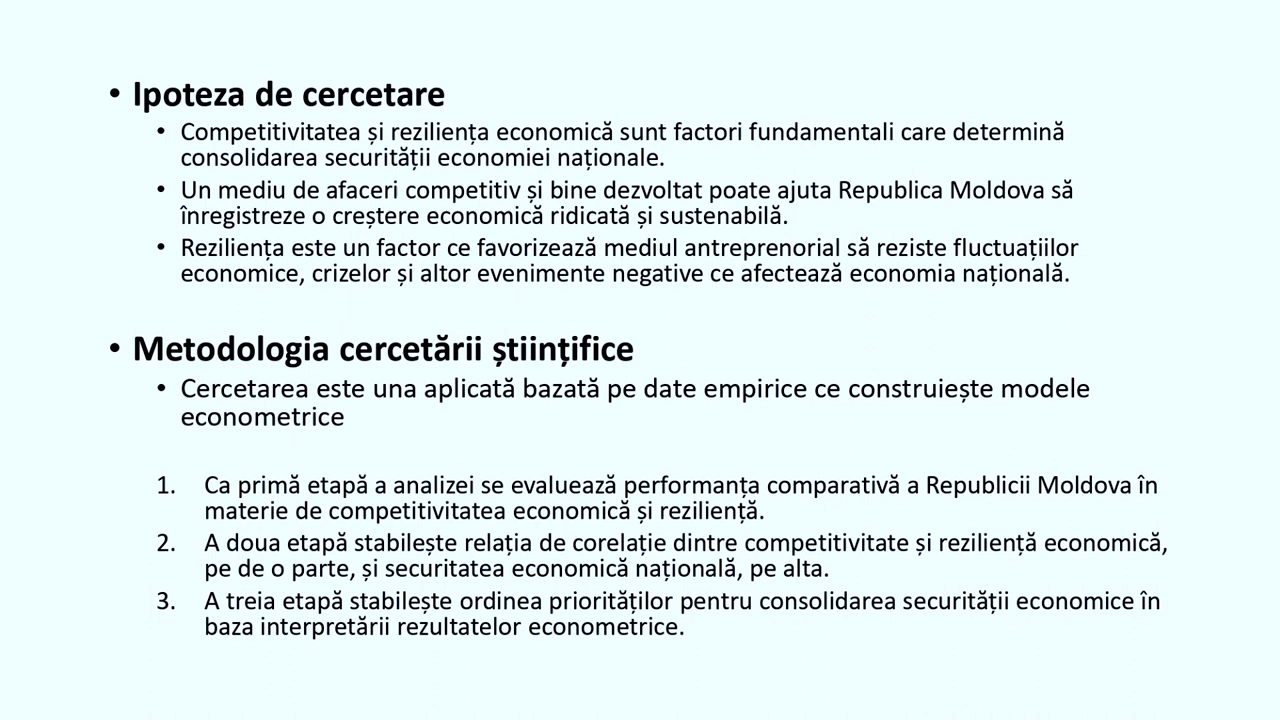 • Ipoteza de cercetare
• Competitivitatea și reziliența economică sunt factori fundamentali care determină
consolidarea securității economiei naționale.
• Un mediu de afaceri competitiv și bine dezvoltat poate ajuta Republica Moldova să
înregistreze o creștere economică ridicată și sustenabilă.
• Reziliența este un factor ce favorizează mediul antreprenorial să reziste fluctuațiilor
economice, crizelor și altor evenimente negative ce afectează economia națională.
• Metodologia cercetării științifice
• Cercetarea este una aplicată bazată pe date empirice ce construiește modele
econometrice
1. Ca primă etapă a analizei se evaluează performanța comparativă a Republicii Moldova în
materie de competitivitatea economică și reziliență.
2. A doua etapă stabilește relația de corelație dintre competitivitate și reziliență economică,
pe de o parte, și securitatea economică națională, pe alta.
3. A treia etapă stabilește ordinea priorităților pentru consolidarea securității economice în
baza interpretării rezultatelor econometrice.